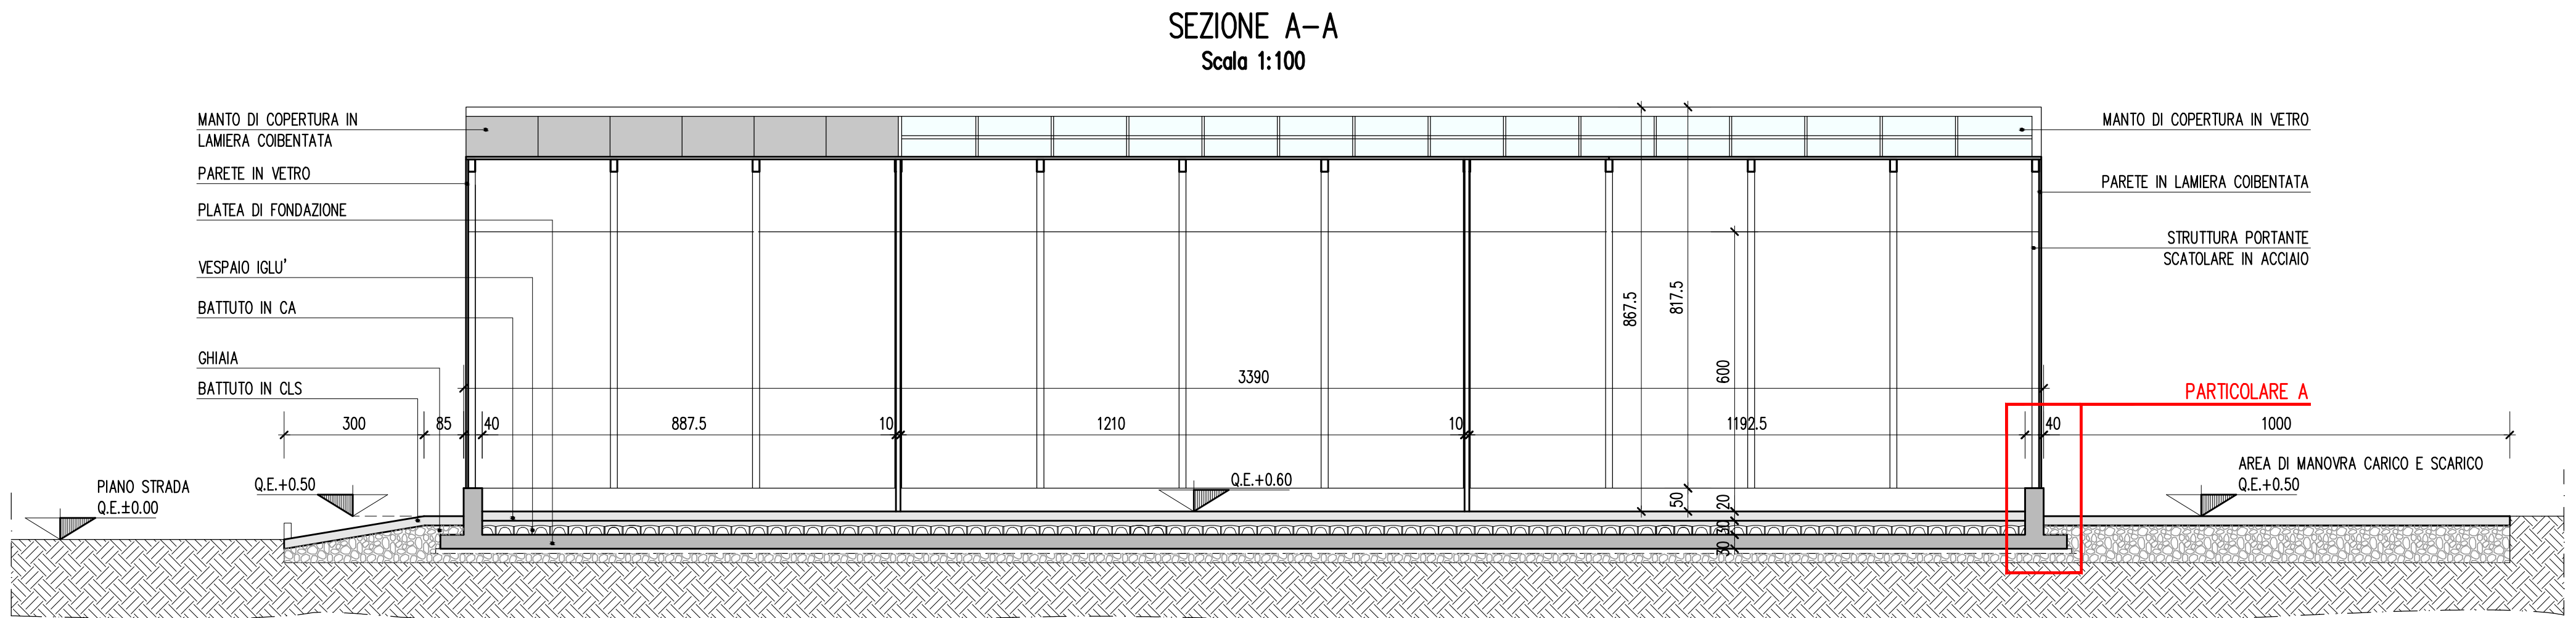 SEZIONE A-A
Scala 1:100
MANTO DI COPERTURA IN
LAMIERA COIBENTATA
PARETE IN VETRO
PLATEA DI FONDAZIONE
VESPAIO IGLU'
BATTUTO IN CA
GHIAIA
BATTUTO IN CLS
MANTO DI COPERTURA IN VETRO
PARETE IN LAMIERA COIBENTATA
STRUTTURA PORTANTE
SCATOLARE IN ACCIAIO
PARTICOLARE A
867.5
817.5
600
3390
300
85
40
887.5
10
1210
10
1192.5
40
1000
PIANO STRADA
Q.E.±0.00
Q.E.+0.50
Q.E.+0.60
50
20
30
30
AREA DI MANOVRA CARICO E SCARICO
Q.E.+0.50